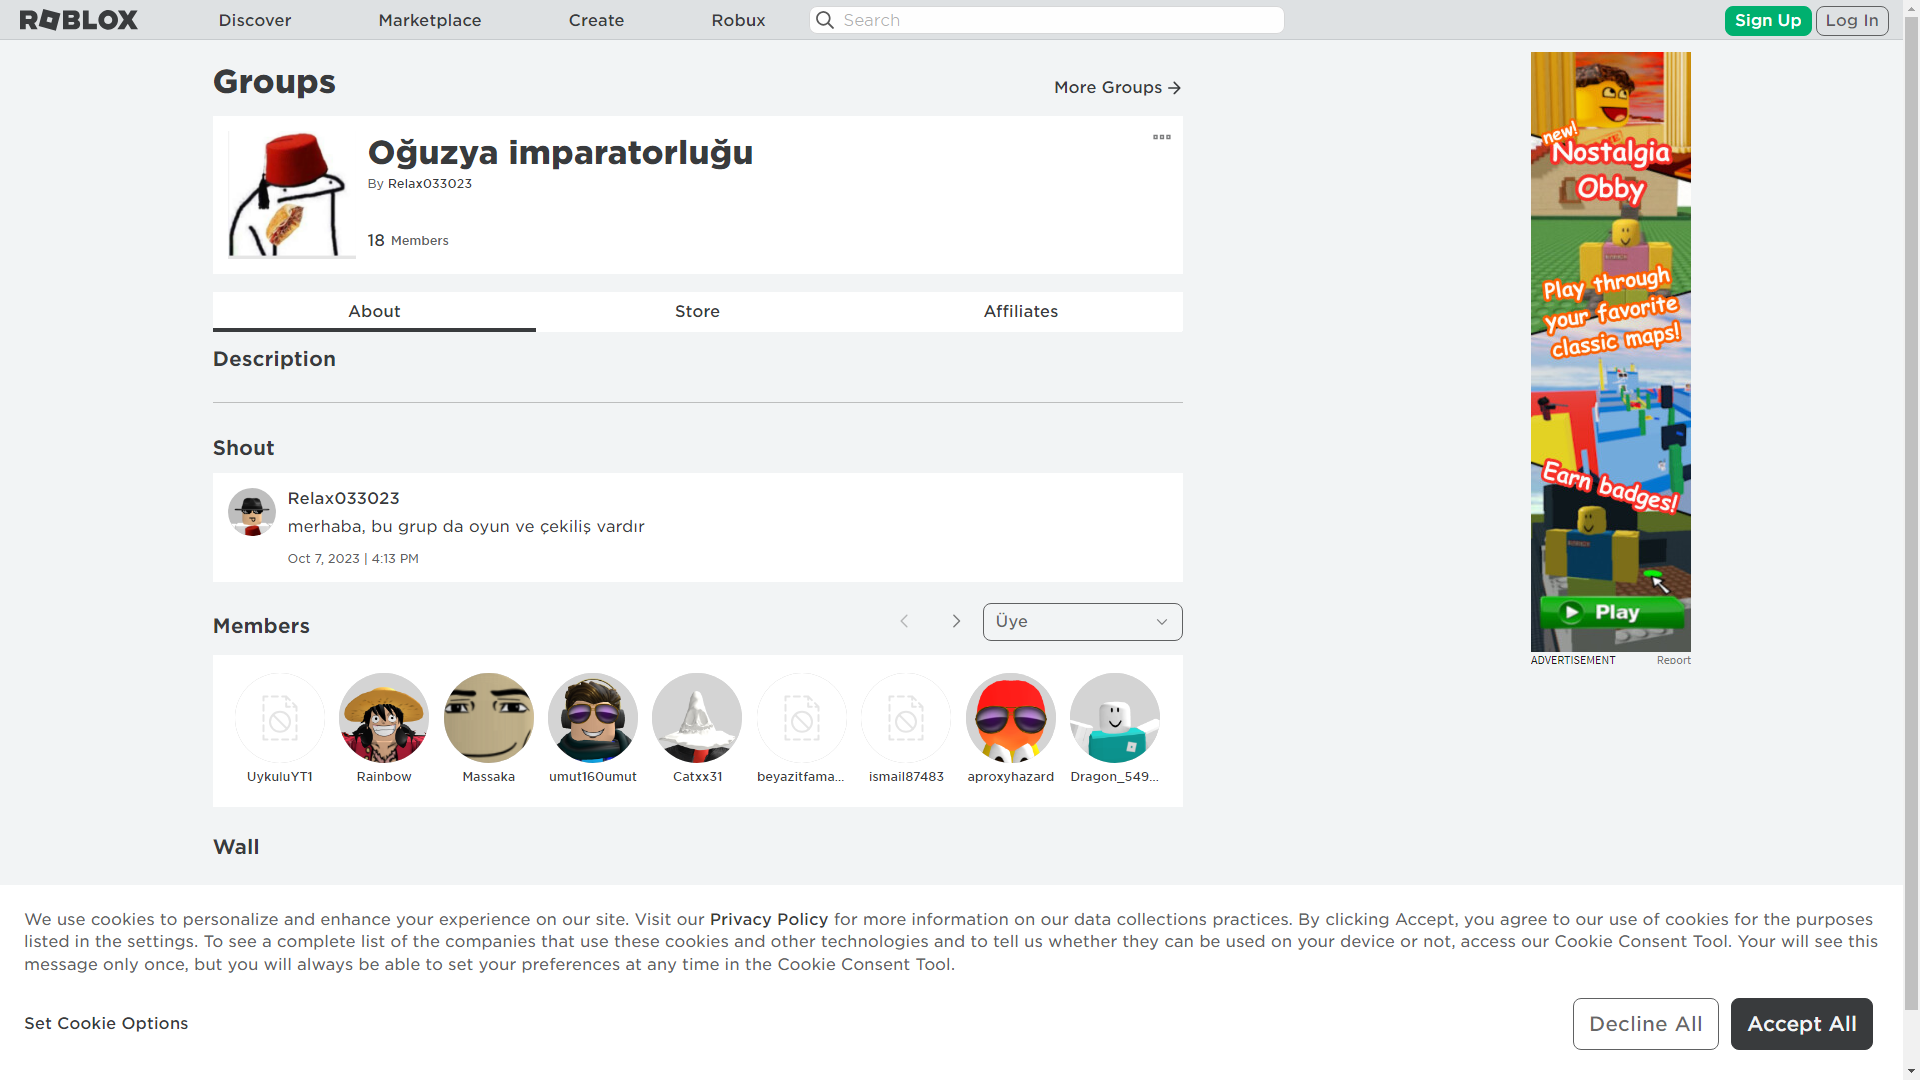 ROBLOX
Discover
Marketplace
Create
Robux
Search
Sign Up
Log In
Groups
More Groups
Oğuzya imparatorluğu
By Relax033023
18 Members
About
Store
Affiliates
Description
Shout
Relax033023
merhaba, bu grup da oyun ve çekiliş vardır
Oct 7, 2023 | 4:13 PM
Members
Üye
UykuluYT1
Rainbow
Massaka
umut160umut
Catxx31
beyazitfama...
ismail87483
aproxyhazard
Dragon_549...
Wall
new!
Nostalgia
Obby
Play through
your favorite
classic maps!
Earn badges!
Play
ADVERTISEMENT
Report
We use cookies to personalize and enhance your experience on our site. Visit our Privacy Policy for more information on our data collections practices. By clicking Accept, you agree to our use of cookies for the purposes
listed in the settings. To see a complete list of the companies that use these cookies and other technologies and to tell us whether they can be used on your device or not, access our Cookie Consent Tool. Your will see this
message only once, but you will always be able to set your preferences at any time in the Cookie Consent Tool.
Set Cookie Options
Decline All
Accept All